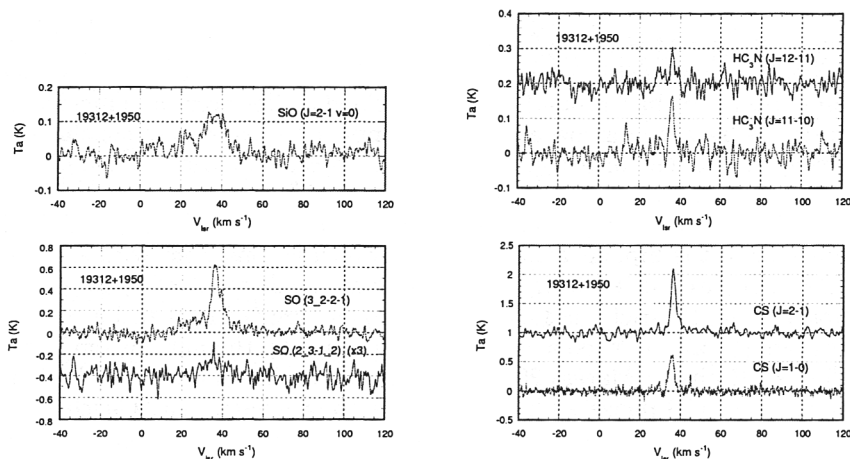 0.2
0.1
0
-0.1
Ta (K)
19312+1950
SiO (J=2-1 v=0)
-40 -20 0 20 40 60 80 100 120
V_lsr (km s⁻¹)
0.4
0.3
0.2
0.1
0
-0.1
Ta (K)
19312+1950
HC₃N (J=12-11)
HC₃N (J=11-10)
-40 -20 0 20 40 60 80 100 120
V_lsr (km s⁻¹)
0.8
0.6
0.4
0.2
0
-0.2
-0.4
-0.6
-0.8
Ta (K)
19312+1950
SO (3_2-2-1)
SO (2_3-1_2) (x3)
-40 -20 0 20 40 60 80 100 120
V_lsr (km s⁻¹)
2.5
2
1.5
1
0.5
0
-0.5
Ta (K)
19312+1950
CS (J=2-1)
CS (J=1-0)
-40 -20 0 20 40 60 80 100 120
V_lsr (km s⁻¹)